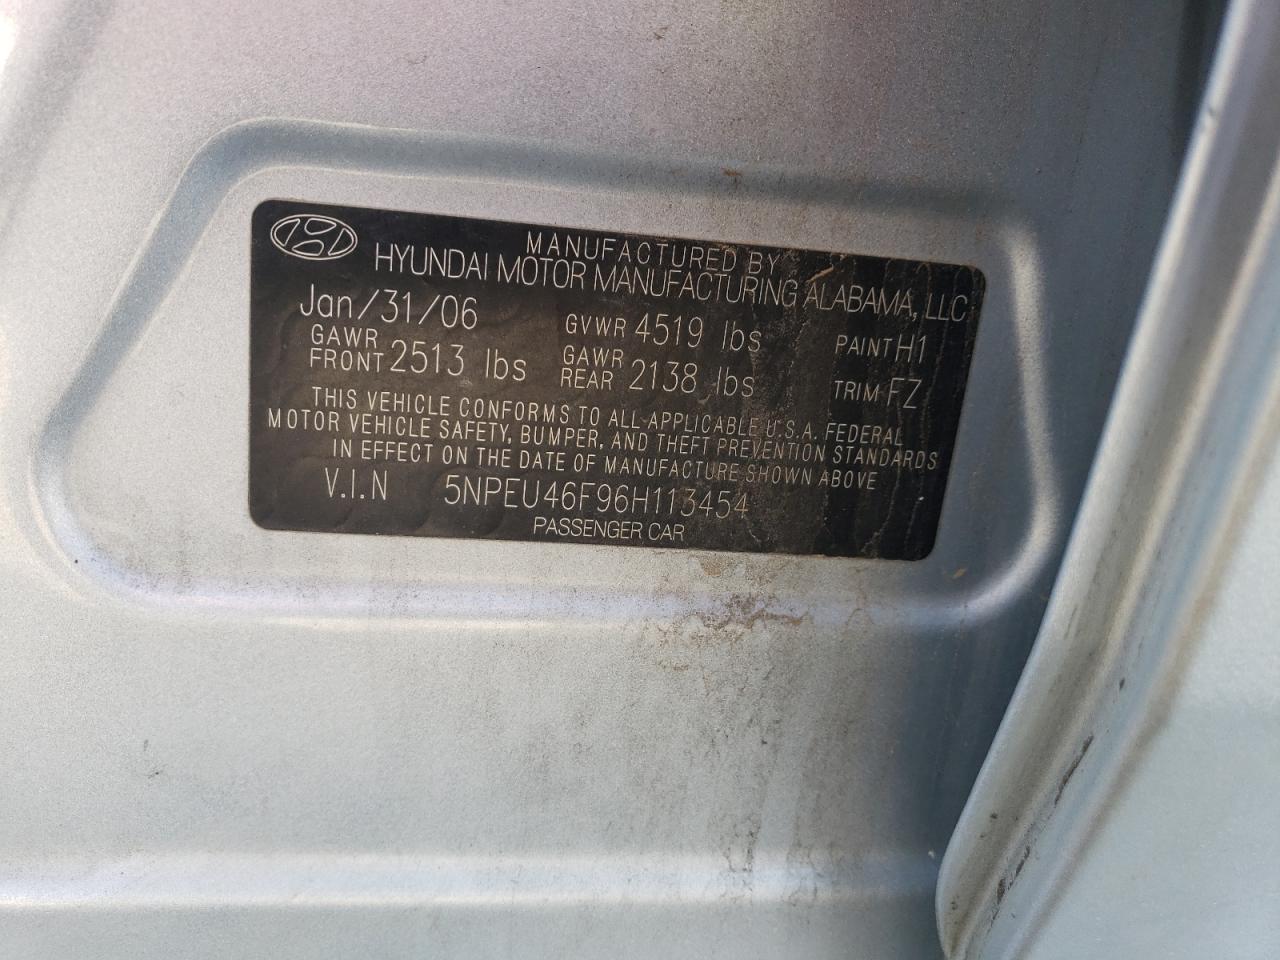 MANUFACTURED BY
HYUNDAI MOTOR MANUFACTURING ALABAMA, LLC
Jan/31/06 GVWR 4519 lbs PAINT H1
GAWR FRONT 2513 lbs GAWR REAR 2138 lbs TRIM FZ
THIS VEHICLE CONFORMS TO ALL APPLICABLE U.S.A. FEDERAL
MOTOR VEHICLE SAFETY, BUMPER, AND THEFT PREVENTION STANDARDS
IN EFFECT ON THE DATE OF MANUFACTURE SHOWN ABOVE
V.I.N 5NPEU46F96H113454
PASSENGER CAR